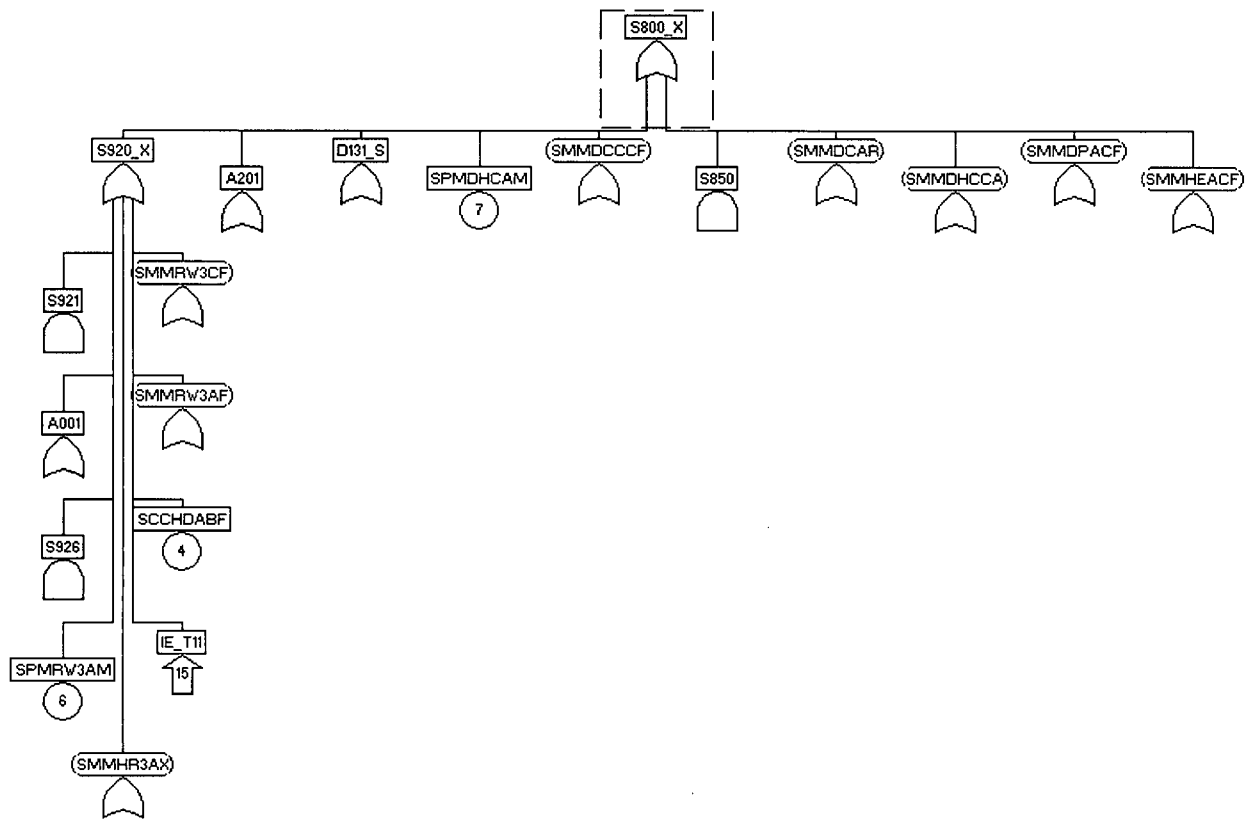 S800_X
S920_X
A201
D131_S
SPMDHCAM
7
(SMMDCCCF)
S850
(SMMDCAR)
(SMMDHCCA)
(SMMDPACF)
(SMMHEACF)
S921
(SMMRW3CF)
A001
(SMMRW3AF)
S926
SCCHDABF
4
SPMRW3AM
6
IE_T11
15
(SMMHR3AX)